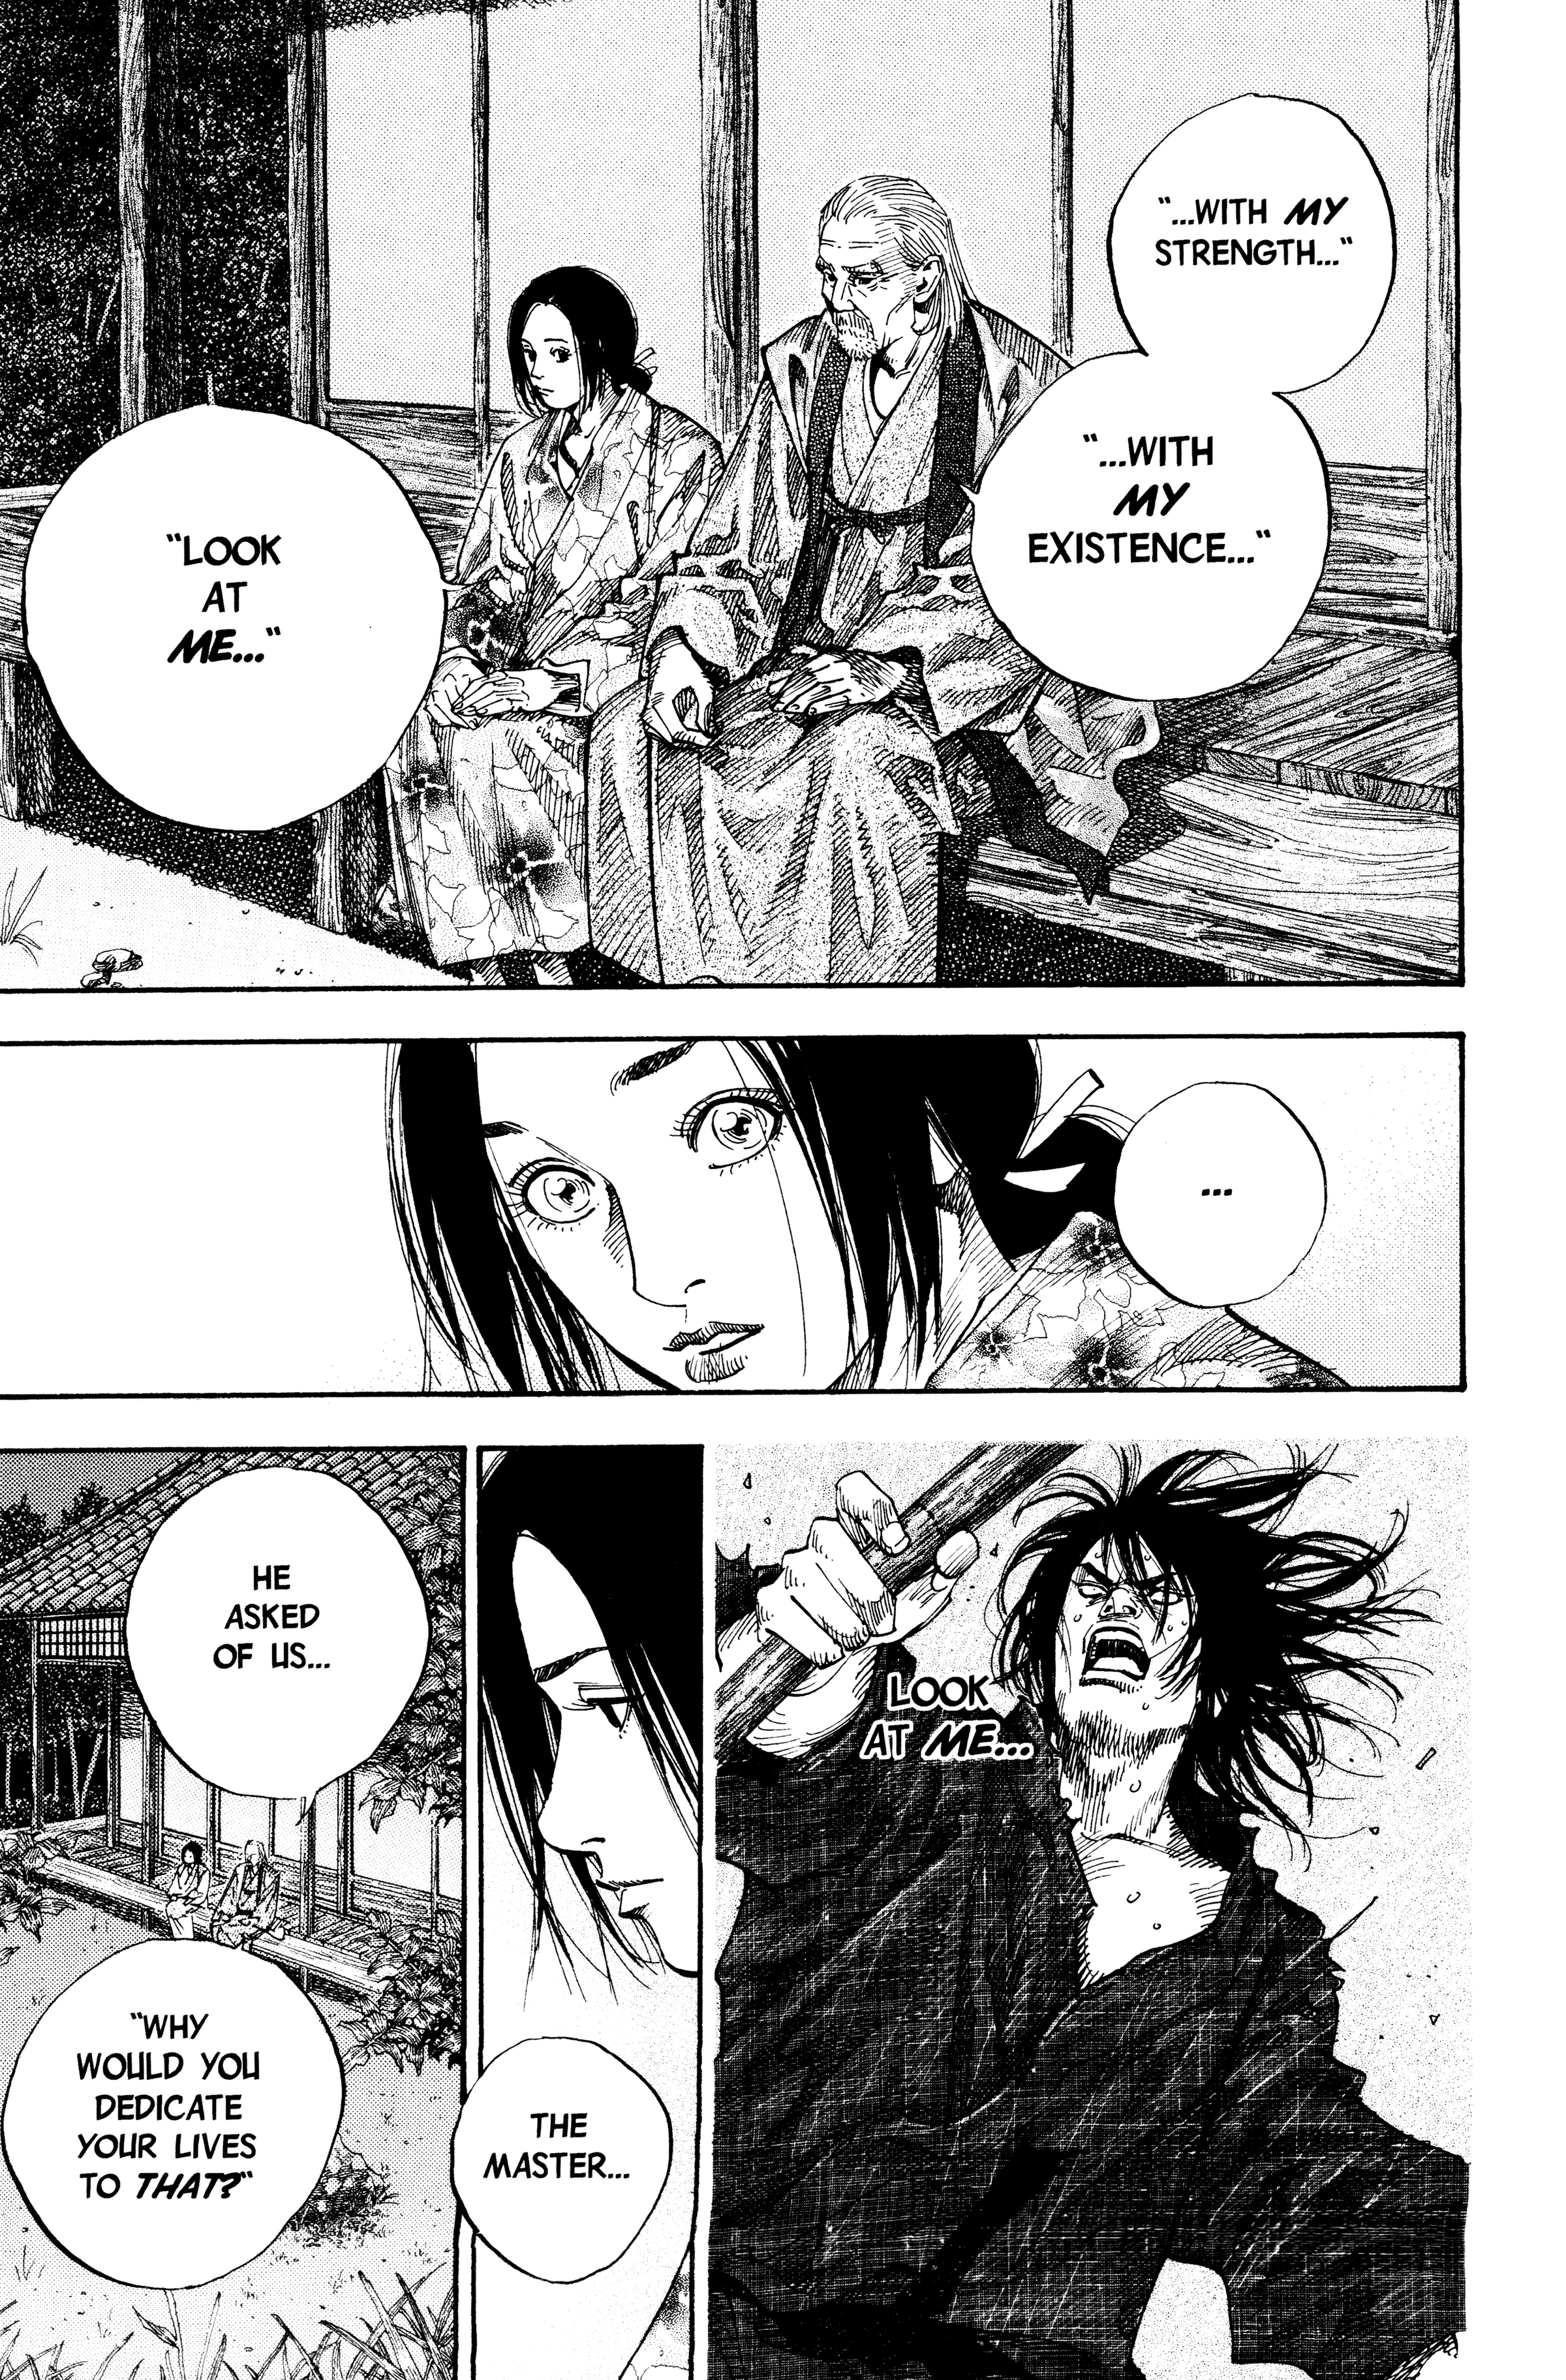 "...WITH MY
STRENGTH..."
"...WITH
MY
EXISTENCE..."
"LOOK
AT
ME..."
...
LOOK
AT ME...
THE
MASTER...
HE
ASKED
OF US...
"WHY
WOULD YOU
DEDICATE
YOUR LIVES
TO THAT?"